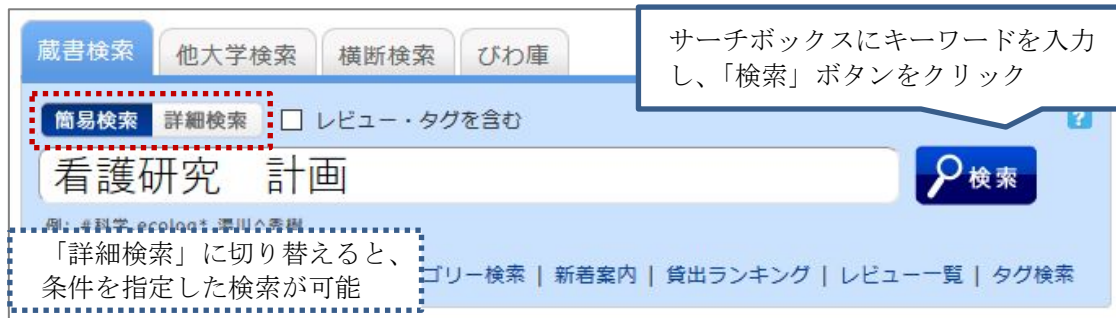 蔵書検索 他大学検索 横断検索 びわ庫
サーチボックスにキーワードを入力
し、「検索」ボタンをクリック
簡易検索 詳細検索 レビュー・タグを含む
?
看護研究　計画
検索
「詳細検索」に切り替えると、
条件を指定した検索が可能
ゴリー検索 | 新着案内 | 貸出ランキング | レビュー一覧 | タグ検索